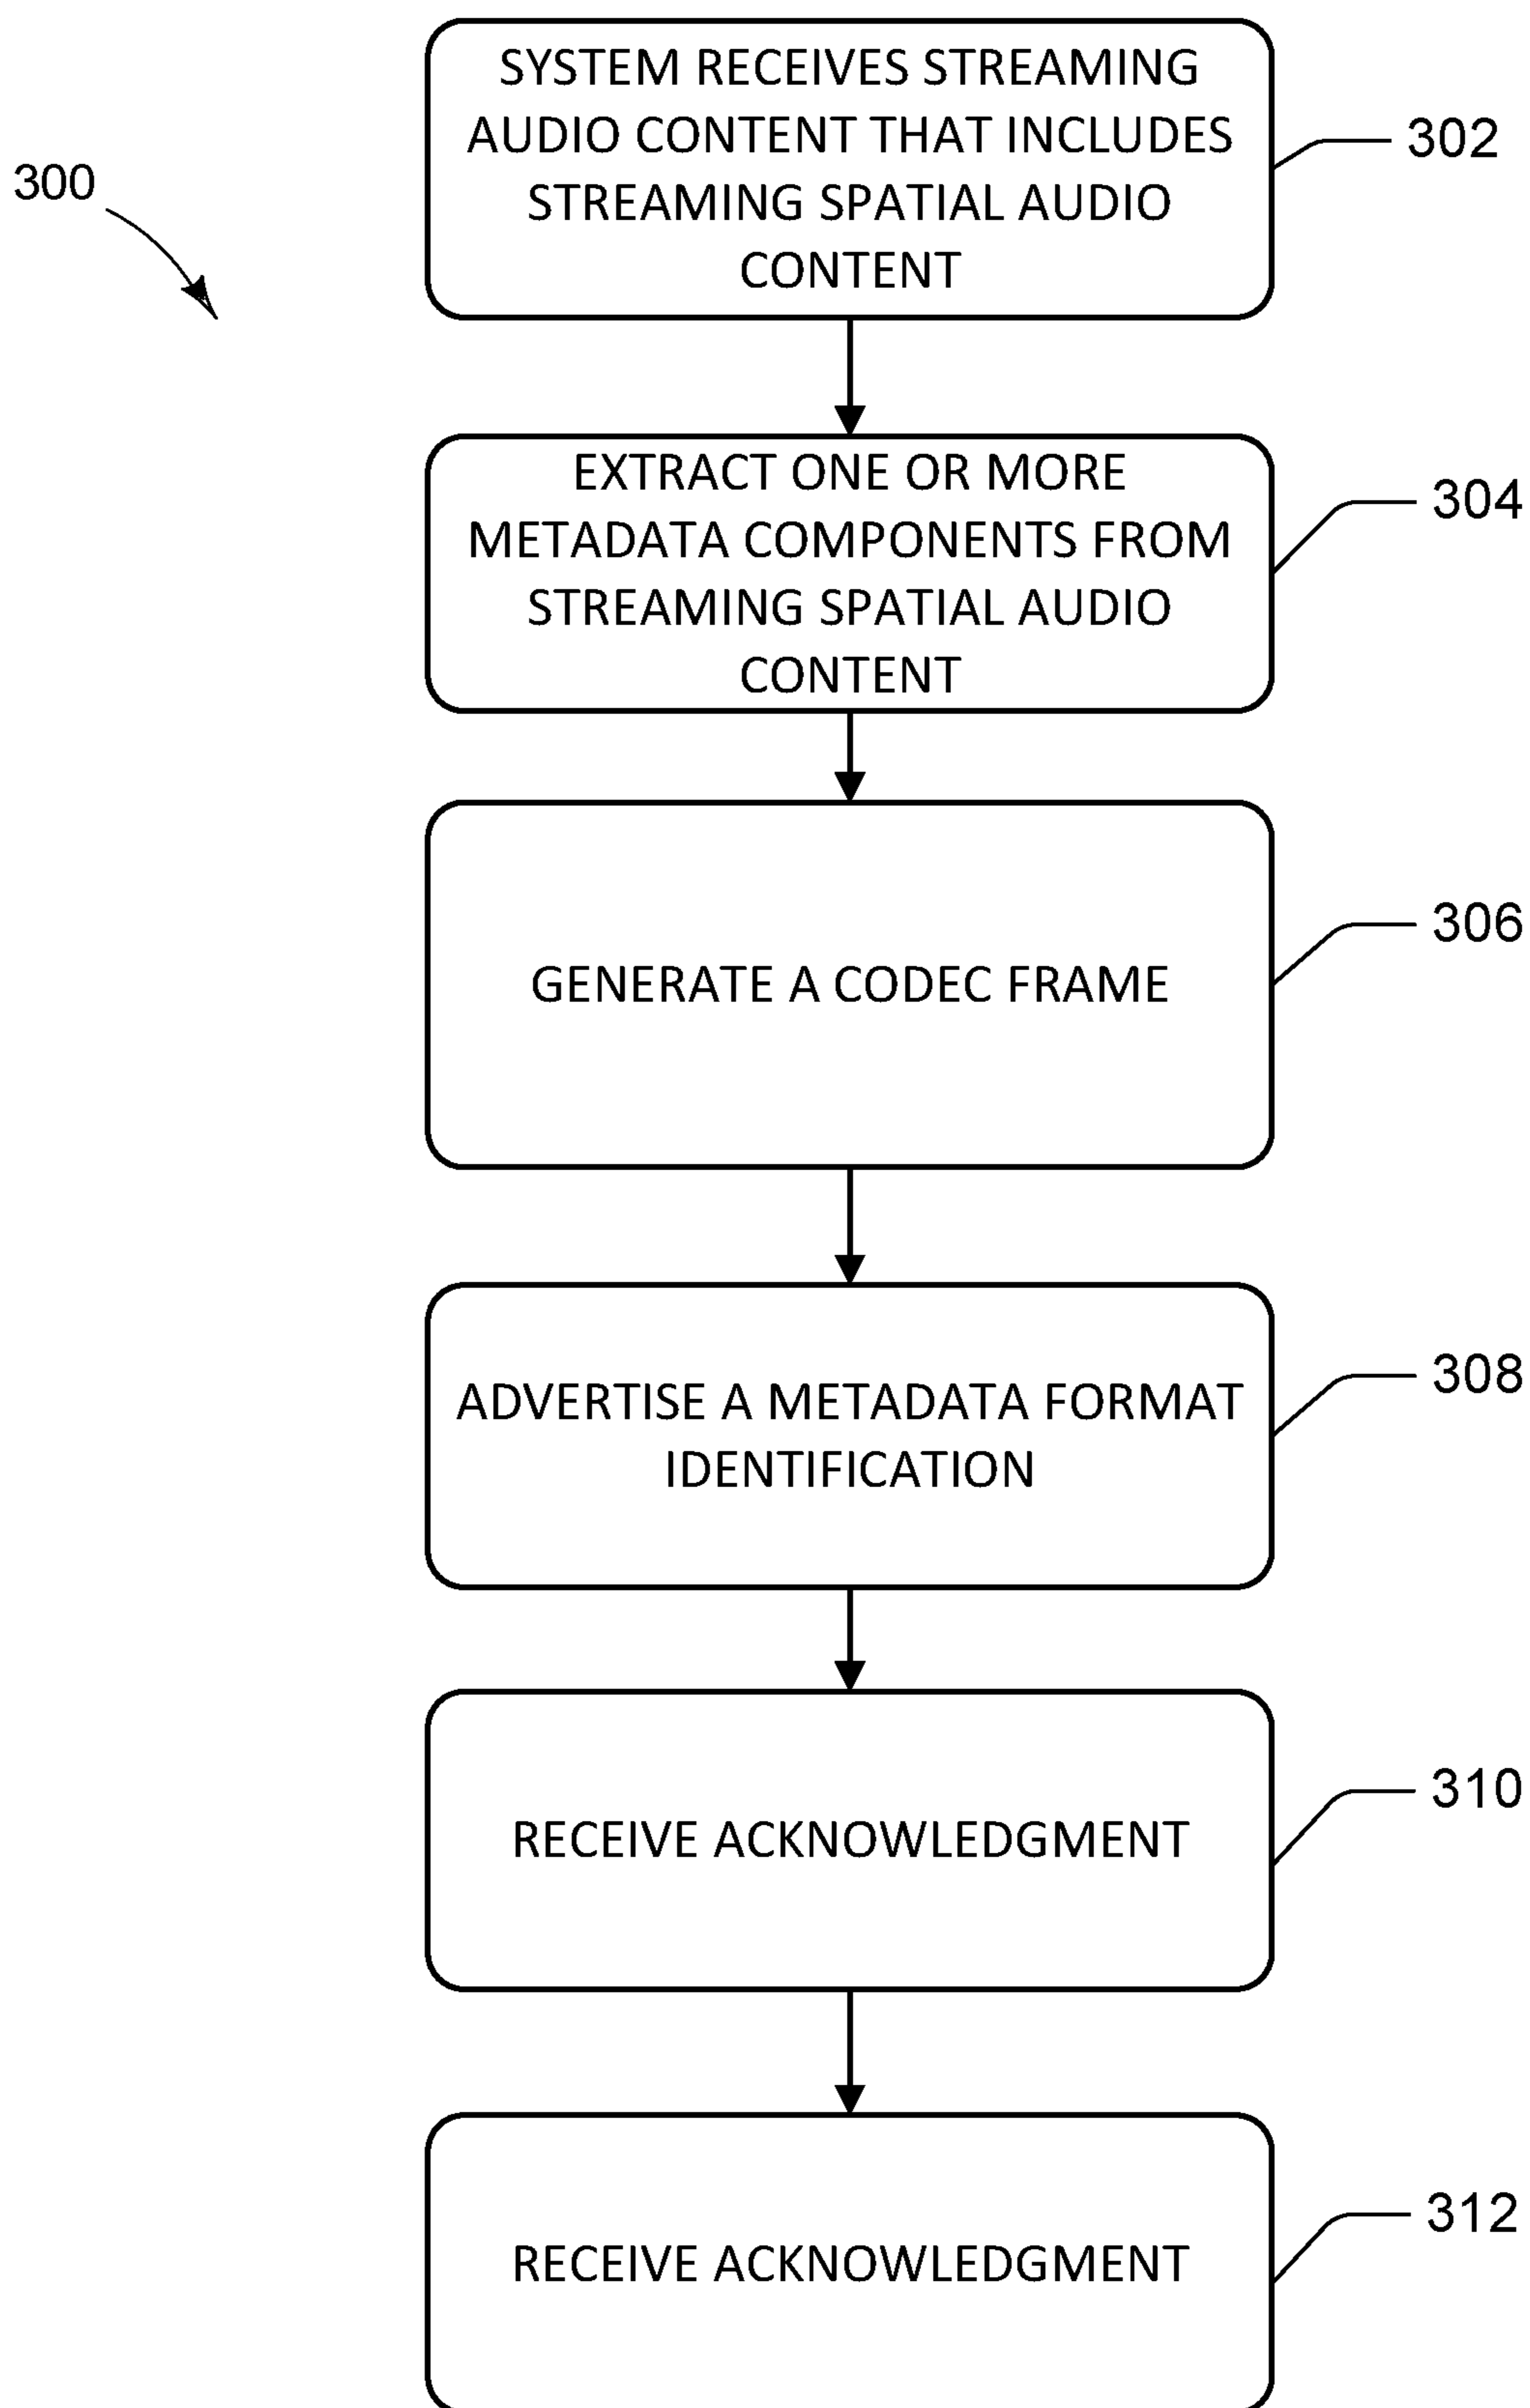 300
SYSTEM RECEIVES STREAMING
AUDIO CONTENT THAT INCLUDES
STREAMING SPATIAL AUDIO
CONTENT
302
EXTRACT ONE OR MORE
METADATA COMPONENTS FROM
STREAMING SPATIAL AUDIO
CONTENT
304
GENERATE A CODEC FRAME
306
ADVERTISE A METADATA FORMAT
IDENTIFICATION
308
RECEIVE ACKNOWLEDGMENT
310
RECEIVE ACKNOWLEDGMENT
312